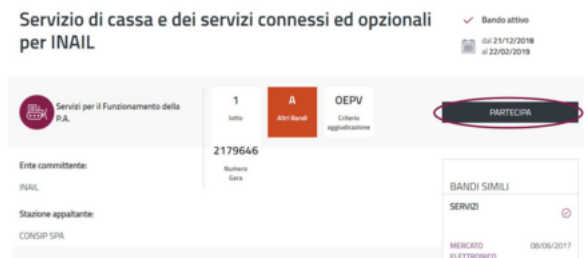 Servizio di cassa e dei servizi connessi ed opzionali
per INAIL
Bando attivo
dal 21/12/2018
al 22/02/2019
Servizi per il Funzionamento della
P.A.
1
lotto
A
Altri Bandi
OEPV
Criterio
aggiudicazione
PARTECIPA
2179646
Numero
Gara
Ente committente:
INAIL
Stazione appaltante:
CONSIP SPA
BANDI SIMILI
SERVIZI
MERCATO
ELETTRONICO
08/06/2017